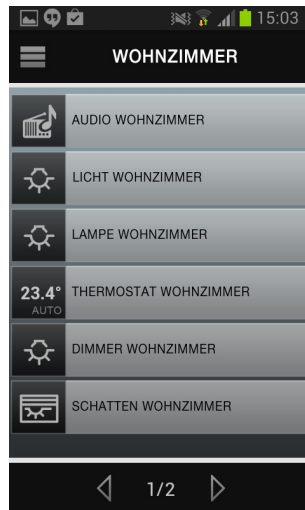 15:03
WOHNZIMMER
AUDIO WOHNZIMMER
LICHT WOHNZIMMER
LAMPE WOHNZIMMER
23.4° THERMOSTAT WOHNZIMMER
AUTO
DIMMER WOHNZIMMER
SCHATTEN WOHNZIMMER
1/2